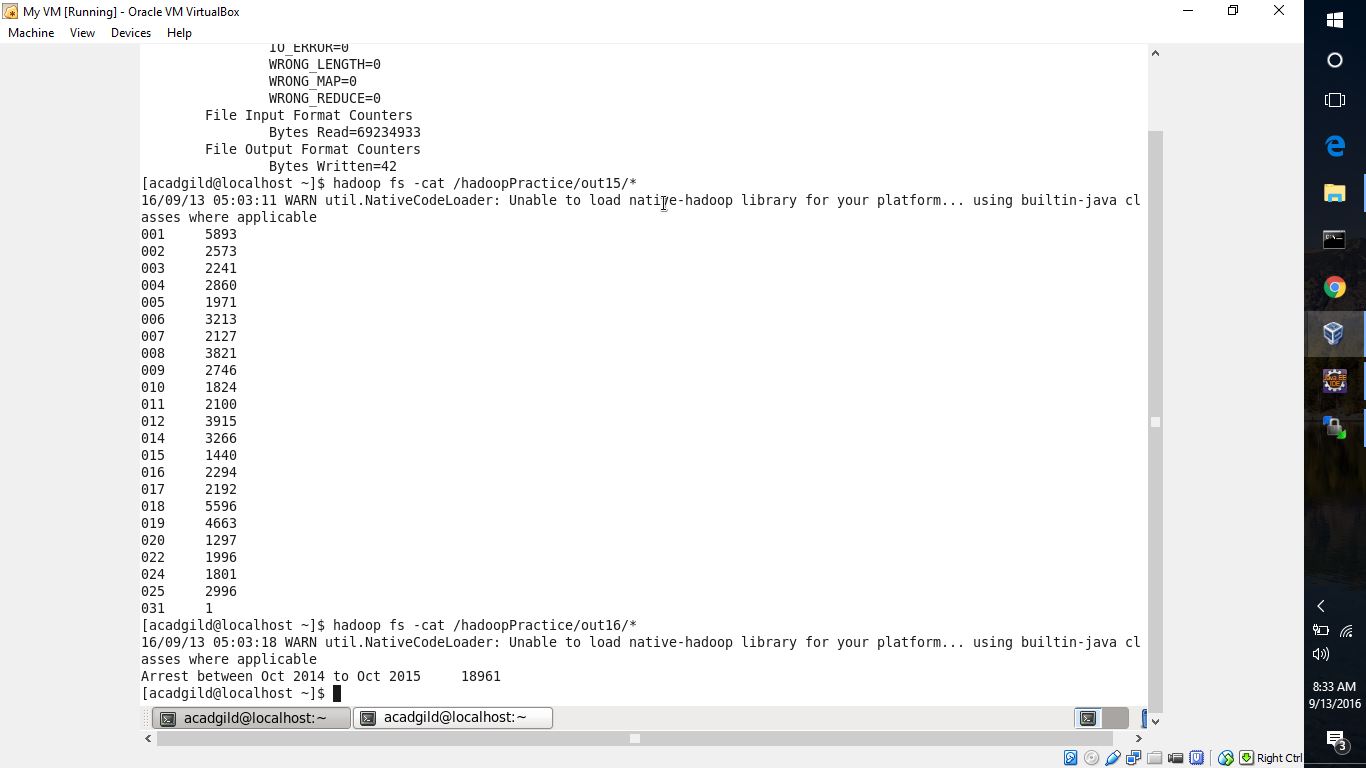 My VM [Running] - Oracle VM VirtualBox
Machine View Devices Help
IO_ERROR=0
WRONG_LENGTH=0
WRONG_MAP=0
WRONG_REDUCE=0
File Input Format Counters
Bytes Read=69234933
File Output Format Counters
Bytes Written=42
[acadgild@localhost ~]$ hadoop fs -cat /hadoopPractice/out15/*
16/09/13 05:03:11 WARN util.NativeCodeLoader: Unable to load native-hadoop library for your platform... using builtin-java cl
asses where applicable
001 5893
002 2573
003 2241
004 2860
005 1971
006 3213
007 2127
008 3821
009 2746
010 1824
011 2100
012 3915
014 3266
015 1440
016 2294
017 2192
018 5596
019 4663
020 1297
022 1996
024 1801
025 2996
031 1
[acadgild@localhost ~]$ hadoop fs -cat /hadoopPractice/out16/*
16/09/13 05:03:18 WARN util.NativeCodeLoader: Unable to load native-hadoop library for your platform... using builtin-java cl
asses where applicable
Arrest between Oct 2014 to Oct 2015 18961
[acadgild@localhost ~]$
acadgild@localhost:~ acadgild@localhost:~
Right Ctrl
8:33 AM
9/13/2016
3